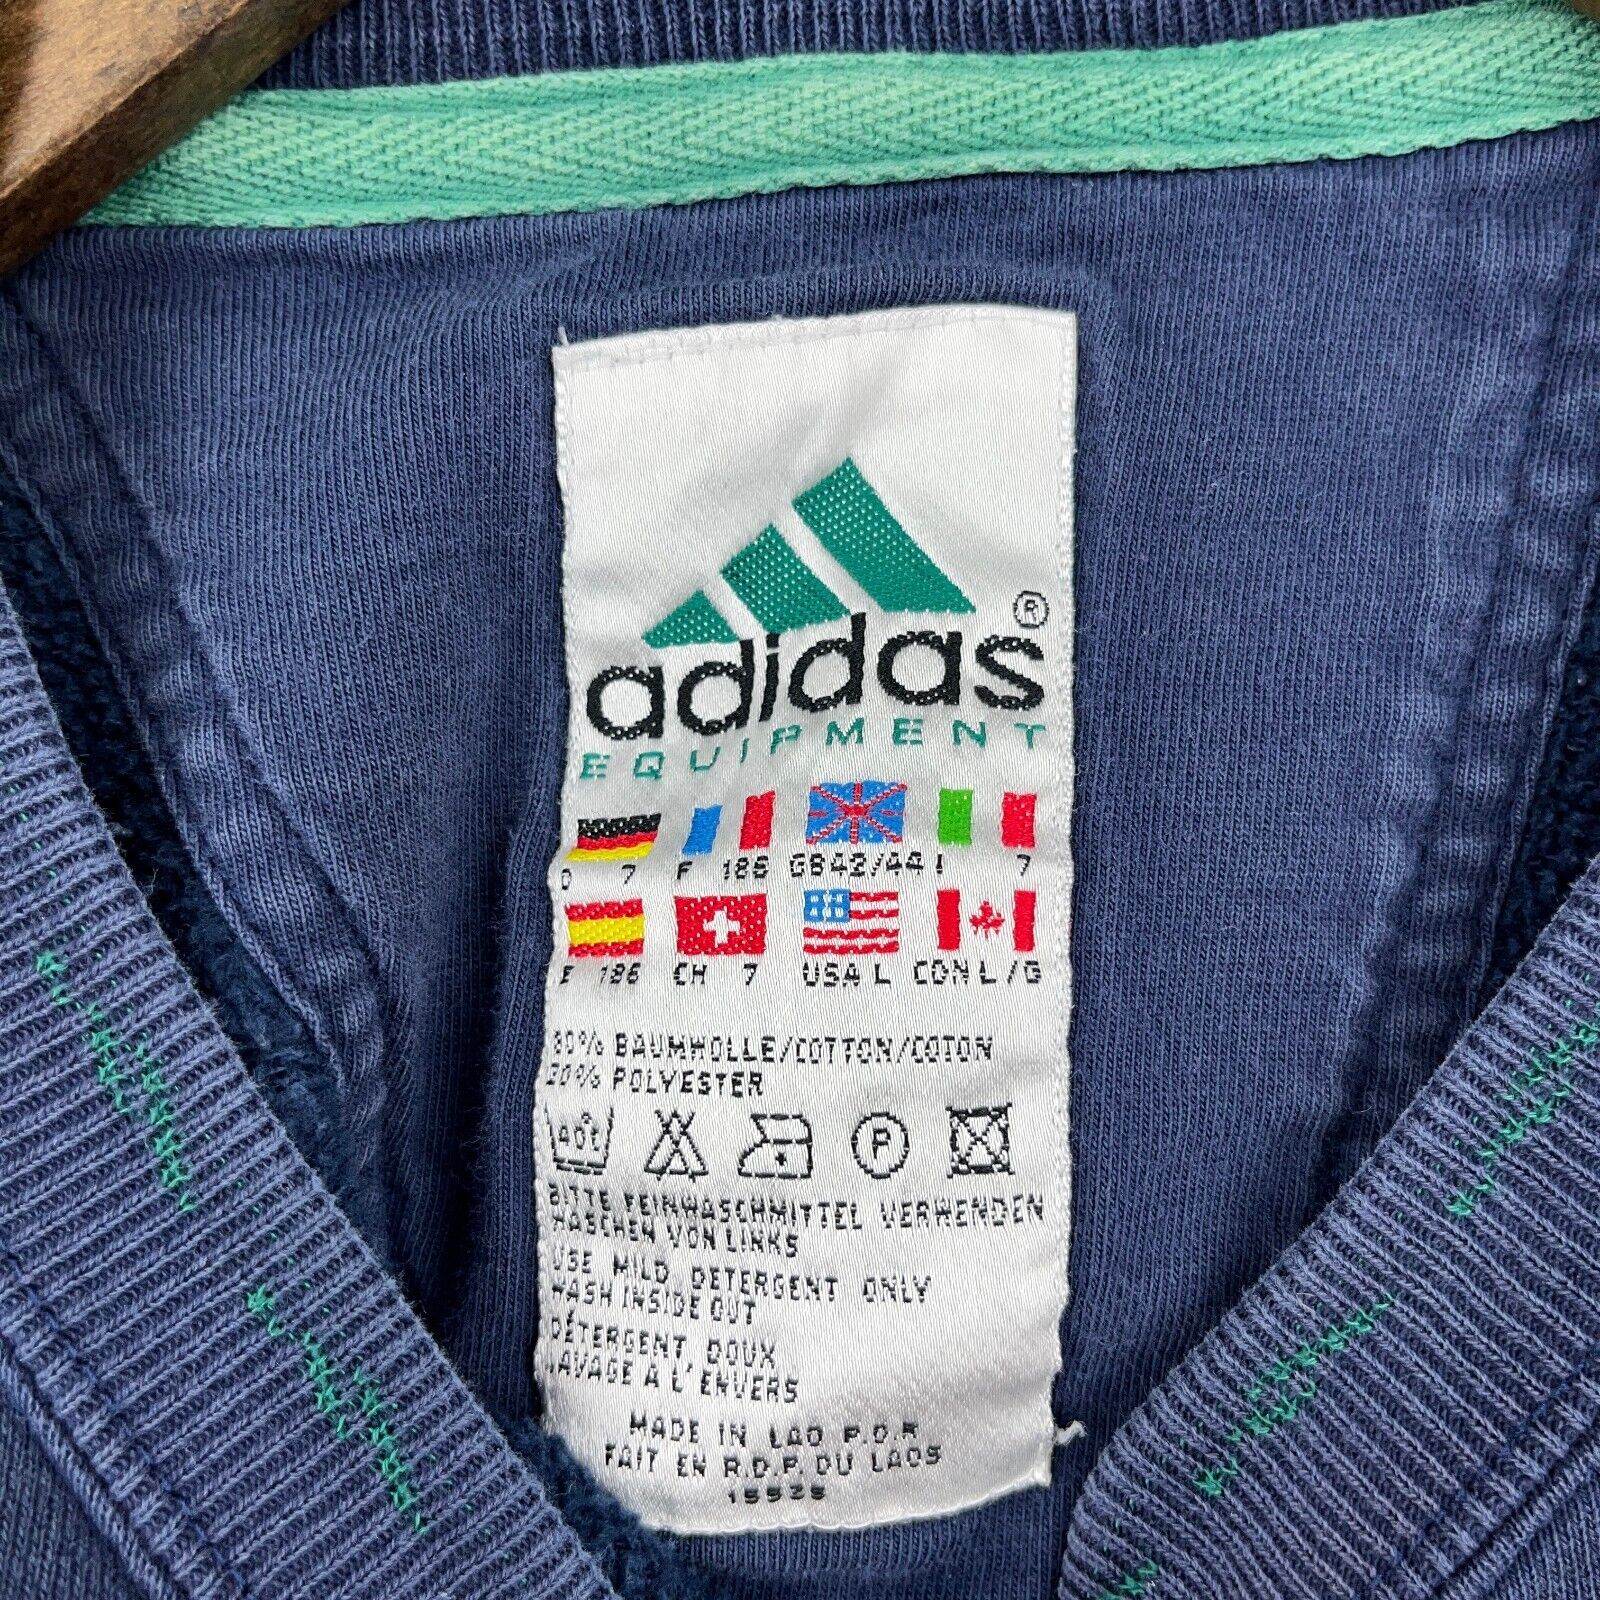 ®
adidas
EQUIPMENT
D 7 F 186 GB42/44 I 7
E 186 CH 7 USA L CDN L/G
80% BAUMWOLLE/COTTON/COTON
20% POLYESTER
40°C P
BITTE FEINWASCHMITTEL VERWENDEN
WASCHEN VON LINKS
USE MILD DETERGENT ONLY
WASH INSIDE OUT
DÉTERGENT DOUX
LAVAGE A L'ENVERS
MADE IN LAO P.D.R
FAIT EN R.D.P. DU LAOS